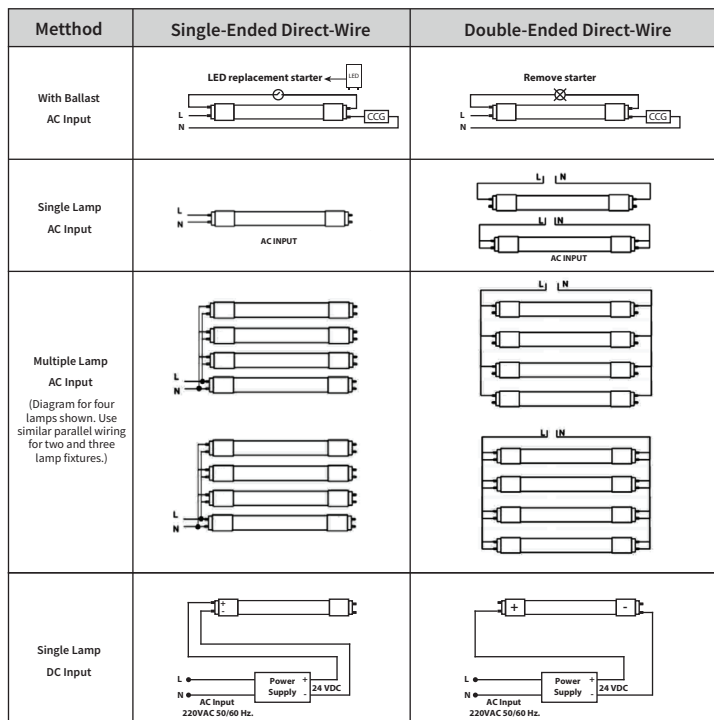 Metthod
Single-Ended Direct-Wire
Double-Ended Direct-Wire
With Ballast
AC Input
LED replacement starter
LED
L
N
CCG
Remove starter
L
N
CCG
Single Lamp
AC Input
L
N
AC INPUT
L N
L N
AC INPUT
Multiple Lamp
AC Input
(Diagram for four
lamps shown. Use
similar parallel wiring
for two and three
lamp fixtures.)
L
N
L
N
L N
L N
Single Lamp
DC Input
+
-
L
N
Power
Supply
+
-
24 VDC
AC Input
220VAC 50/60 Hz.
+
-
L
N
Power
Supply
+
-
24 VDC
AC Input
220VAC 50/60 Hz.